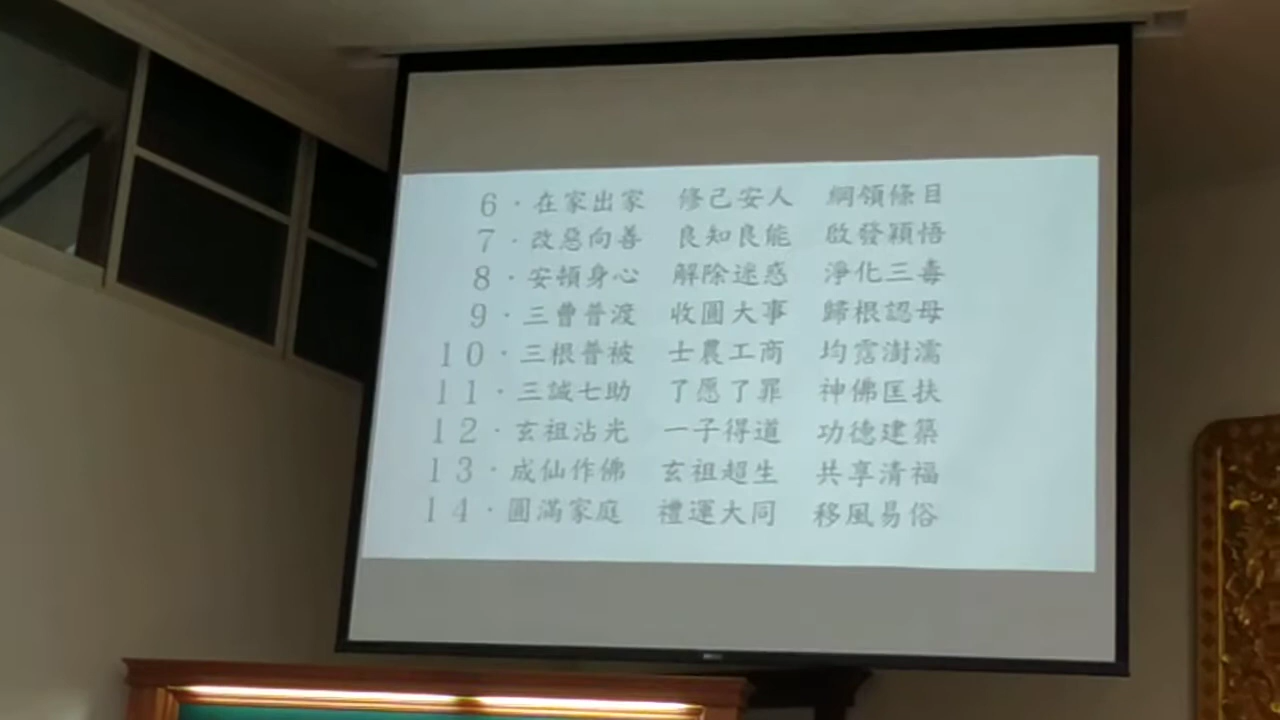 6．在家出家　修己安人　綱領條目
7．改惡向善　良知良能　啟發穎悟
8．安頓身心　解除迷惑　淨化三毒
9．三曹普渡　收圓大事　歸根認母
10．三根普被　士農工商　均霑澍濡
11．三誠七助　了愿了罪　神佛匡扶
12．玄祖沾光　一子得道　功德建築
13．成仙作佛　玄祖超生　共享清福
14．圓滿家庭　禮運大同　移風易俗